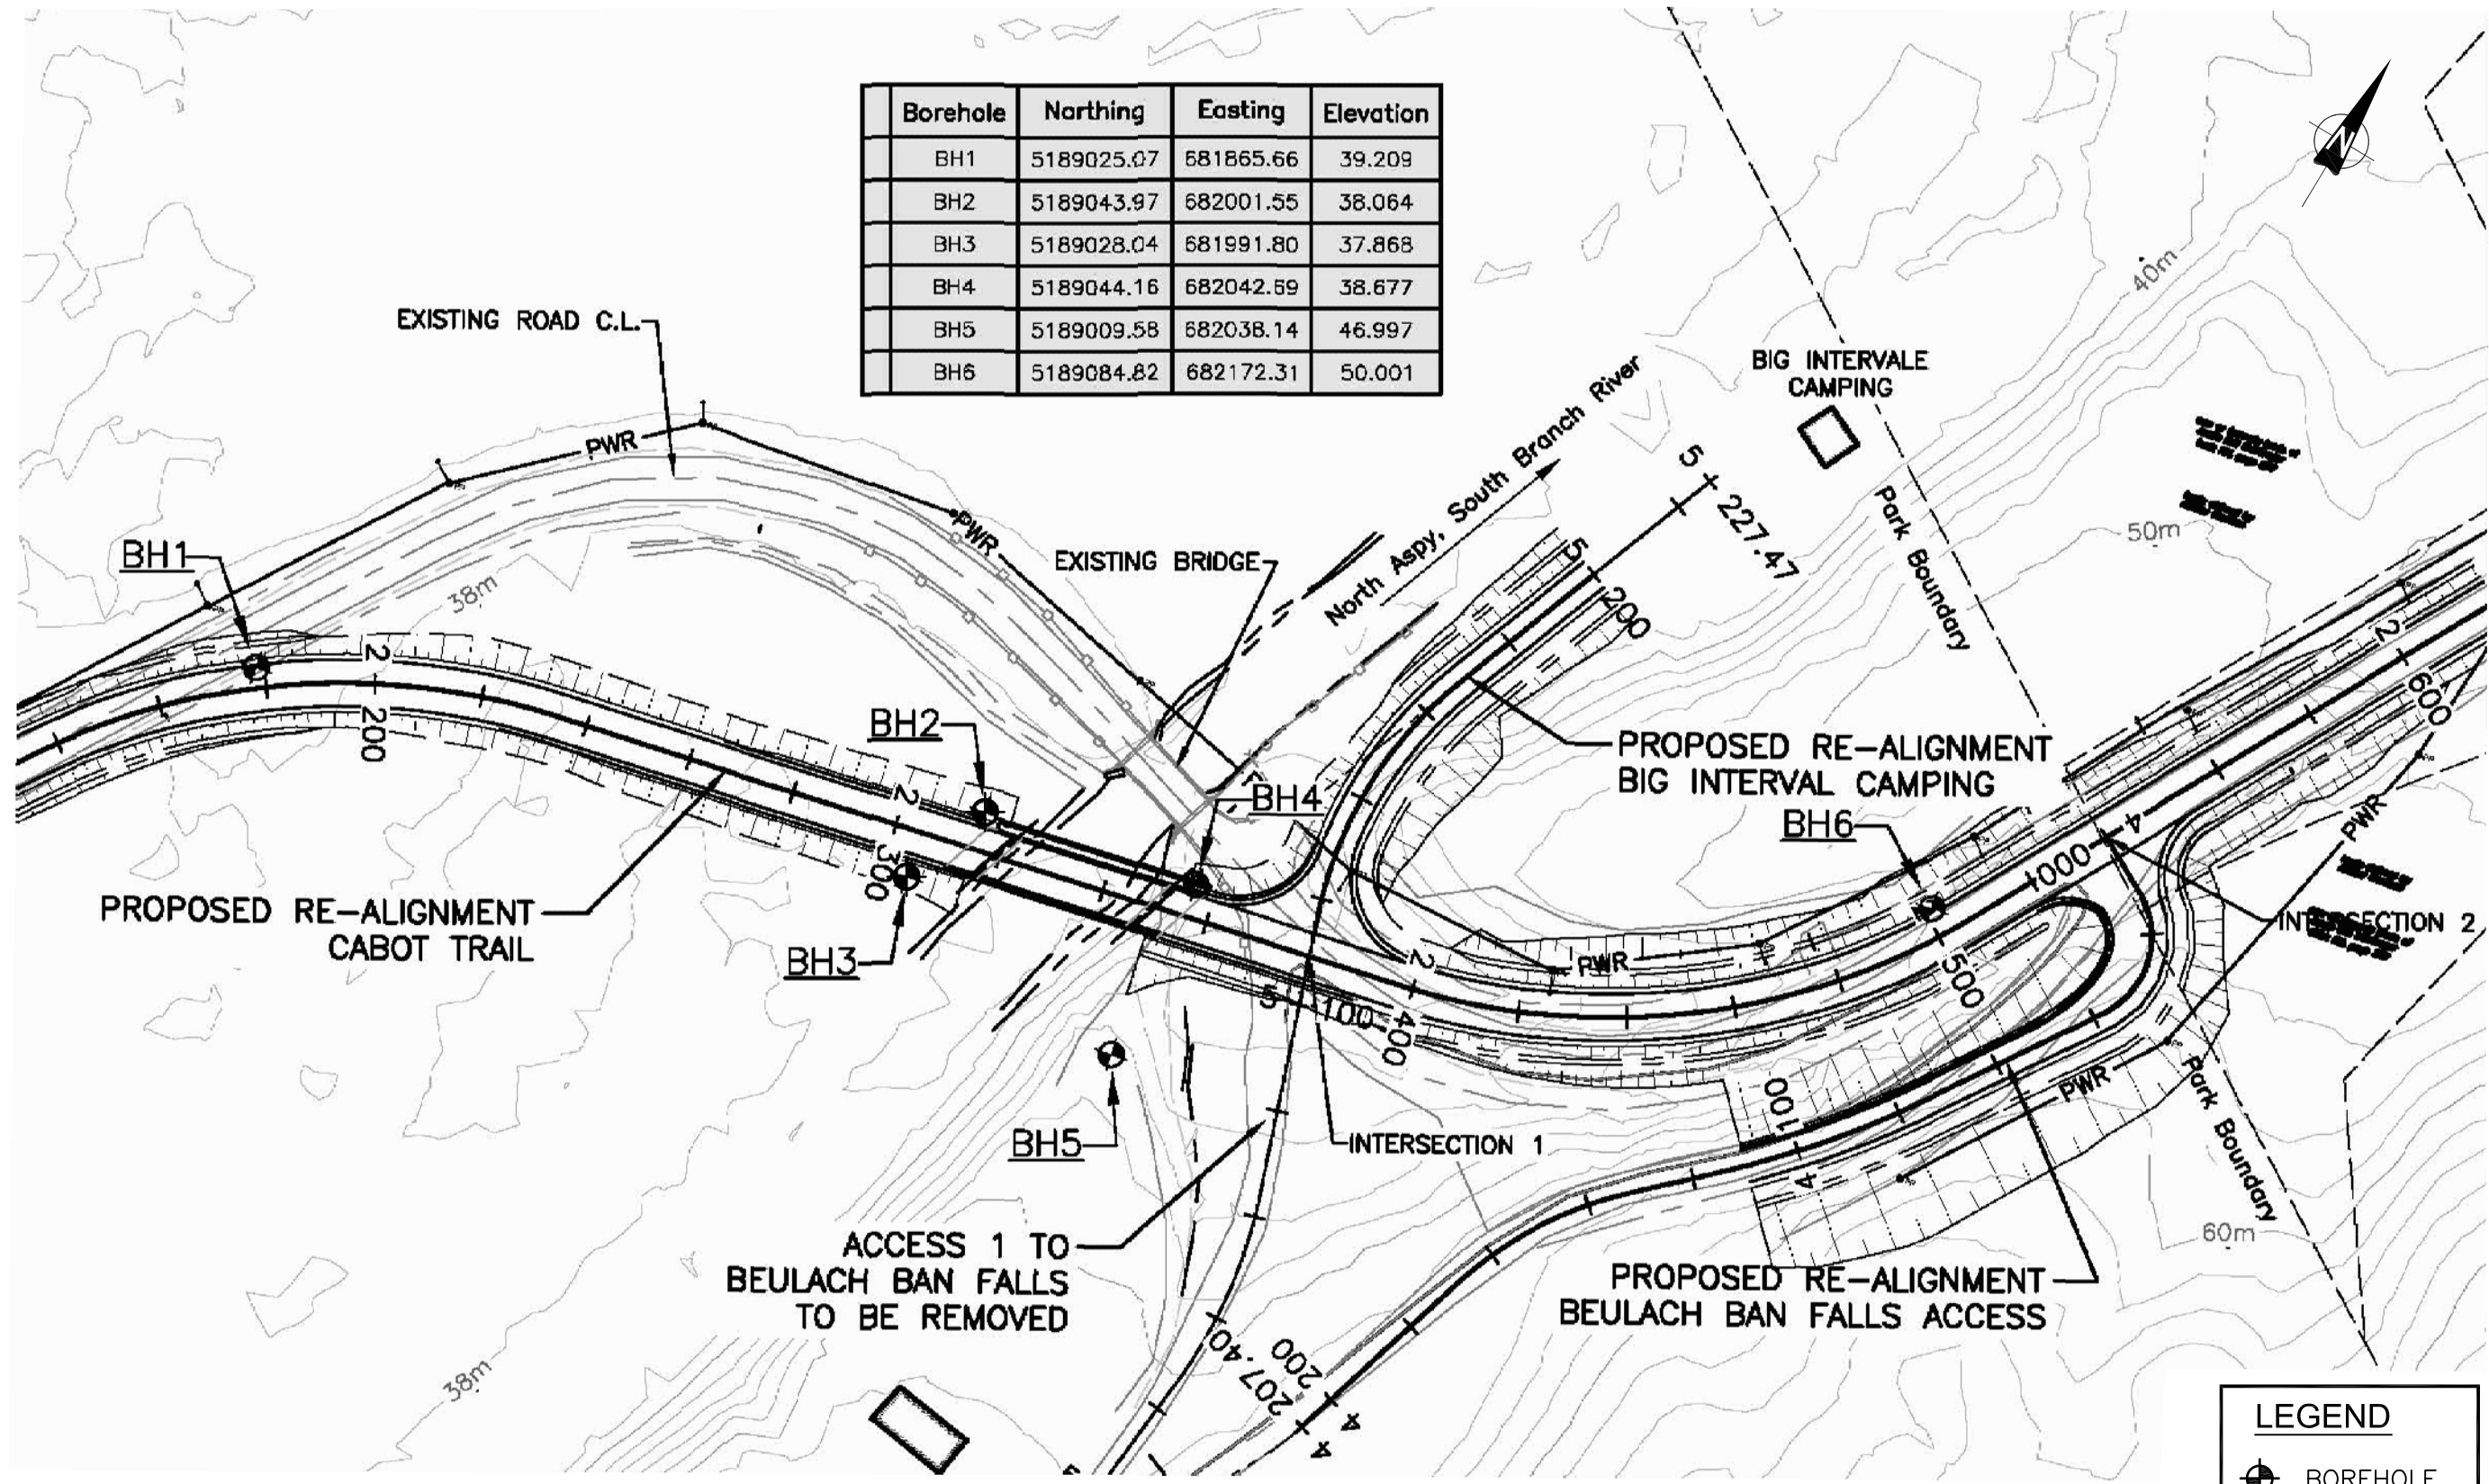 Borehole Northing Easting Elevation
BH1 5189025.07 681865.66 39.209
BH2 5189043.97 682001.55 38.064
BH3 5189028.04 681991.80 37.868
BH4 5189044.16 682042.69 38.677
BH5 5189009.58 682038.14 46.997
BH6 5189084.82 682172.31 50.001
N
40m
EXISTING ROAD C.L.
BIG INTERVALE
CAMPING
PWR
PWR
North Aspy, South Branch River
5
227.47
Park Boundary
50m
BH1
38m
EXISTING BRIDGE
5
200
2
200
2
600
BH2
BH4
PROPOSED RE-ALIGNMENT
BIG INTERVAL CAMPING
BH6
2
300
4
1000
PWR
PROPOSED RE-ALIGNMENT
CABOT TRAIL
BH3
2
PWR
500
INTERSECTION 2
5
100
400
BH5
INTERSECTION 1
100
4
PWR
Park Boundary
60m
ACCESS 1 TO
BEULACH BAN FALLS
TO BE REMOVED
PROPOSED RE-ALIGNMENT
BEULACH BAN FALLS ACCESS
38m
207.40
200
4
4
LEGEND
BOREHOLE